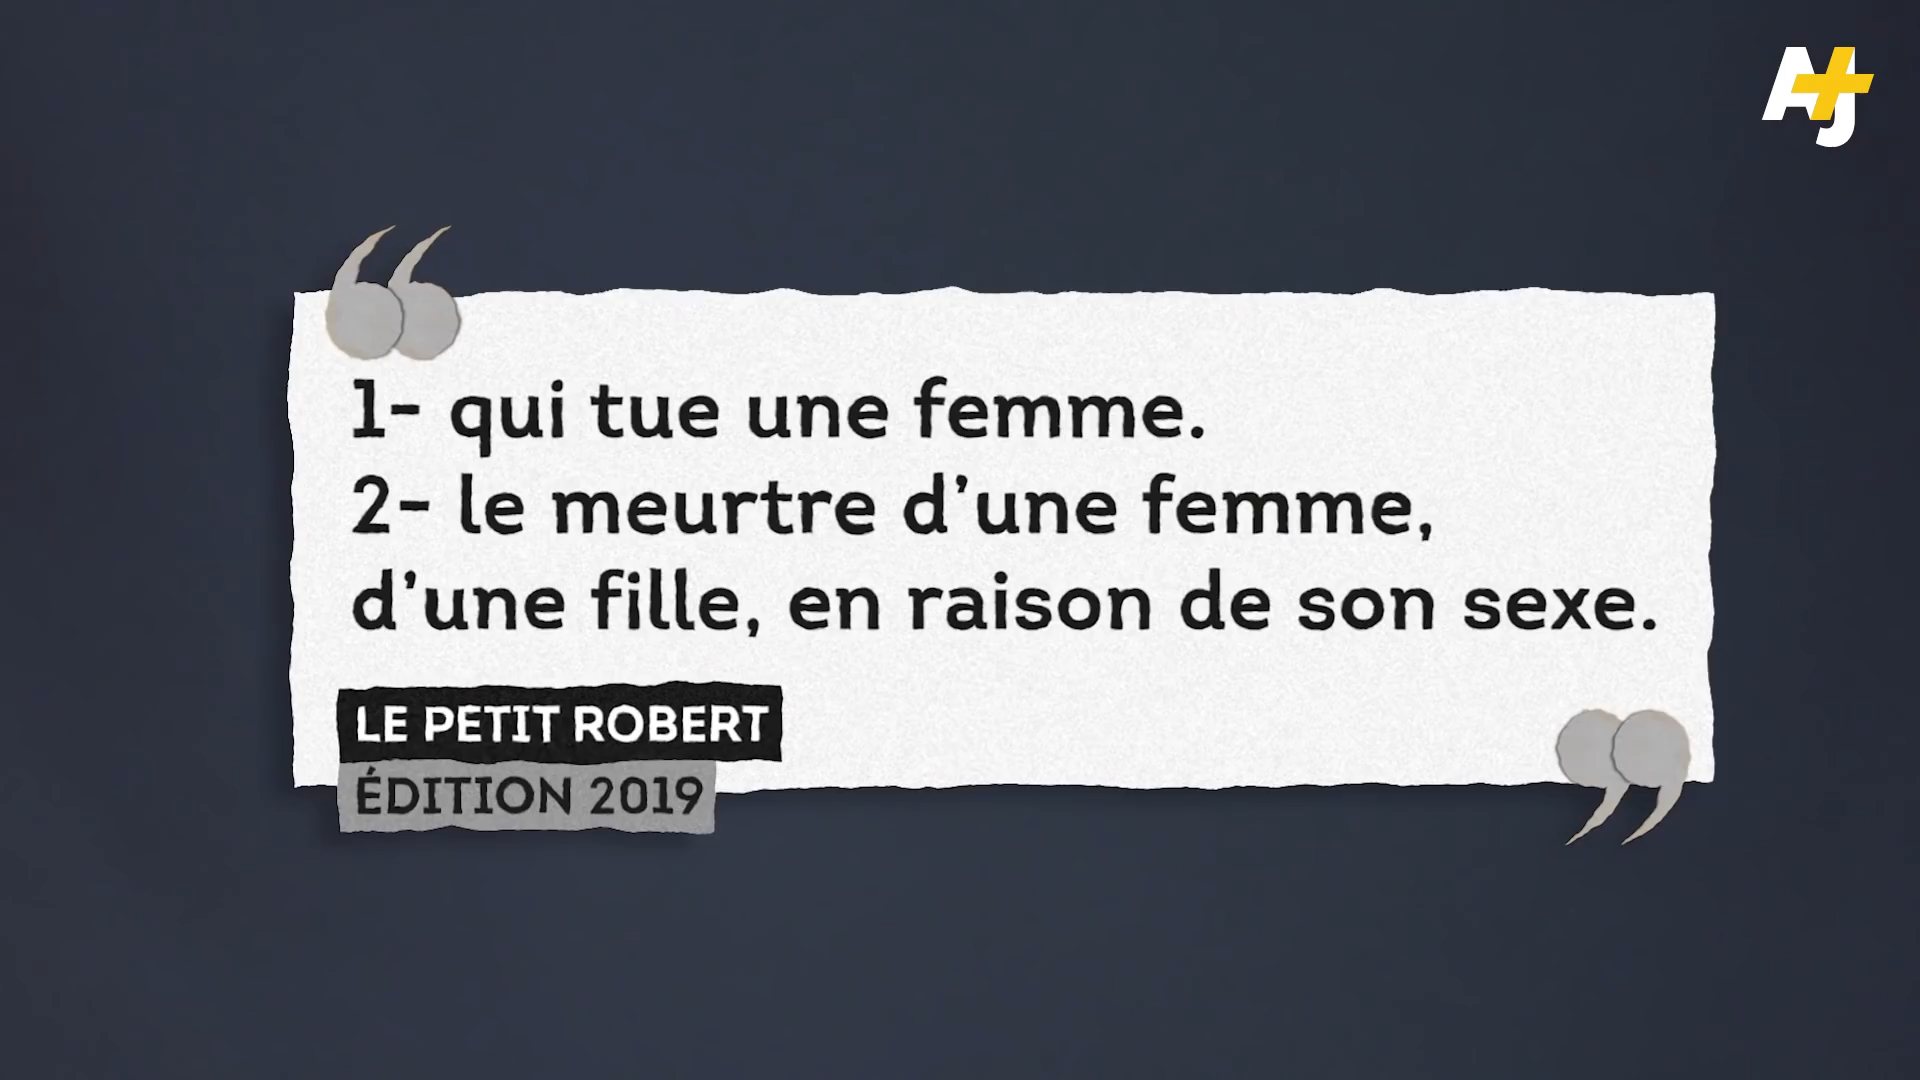 AJ+
1- qui tue une femme.
2- le meurtre d’une femme,
d’une fille, en raison de son sexe.
LE PETIT ROBERT
ÉDITION 2019